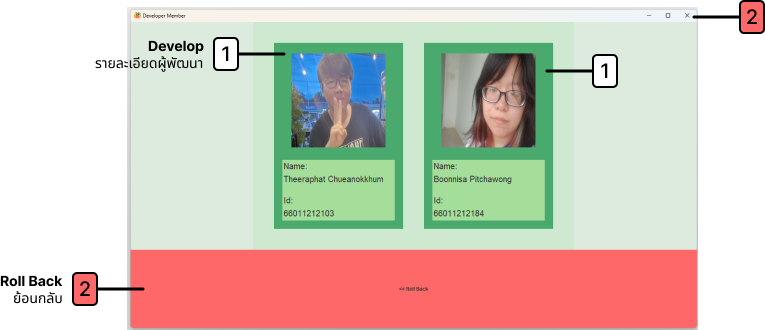 Developer Member
2
Develop
รายละเอียดผู้พัฒนา
1
1
Name:
Theeraphat Chueanokkhum
Id:
66011212103
Name:
Boonnisa Pitchawong
Id:
66011212184
Roll Back
ย้อนกลับ
2
<< Roll Back